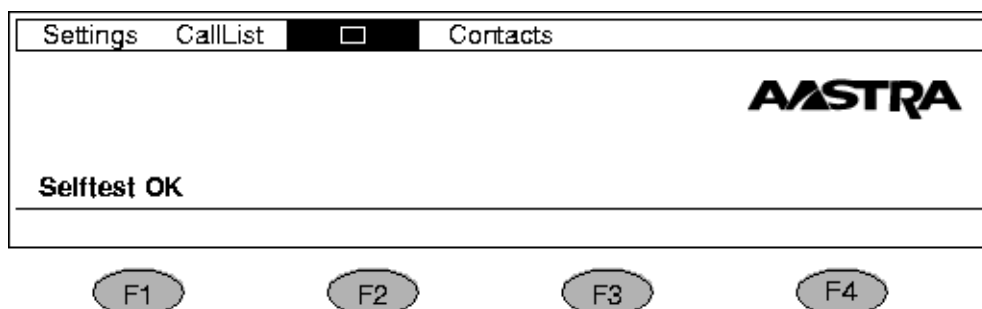 Settings CallList Contacts
AASTRA
Selftest OK
F1 F2 F3 F4